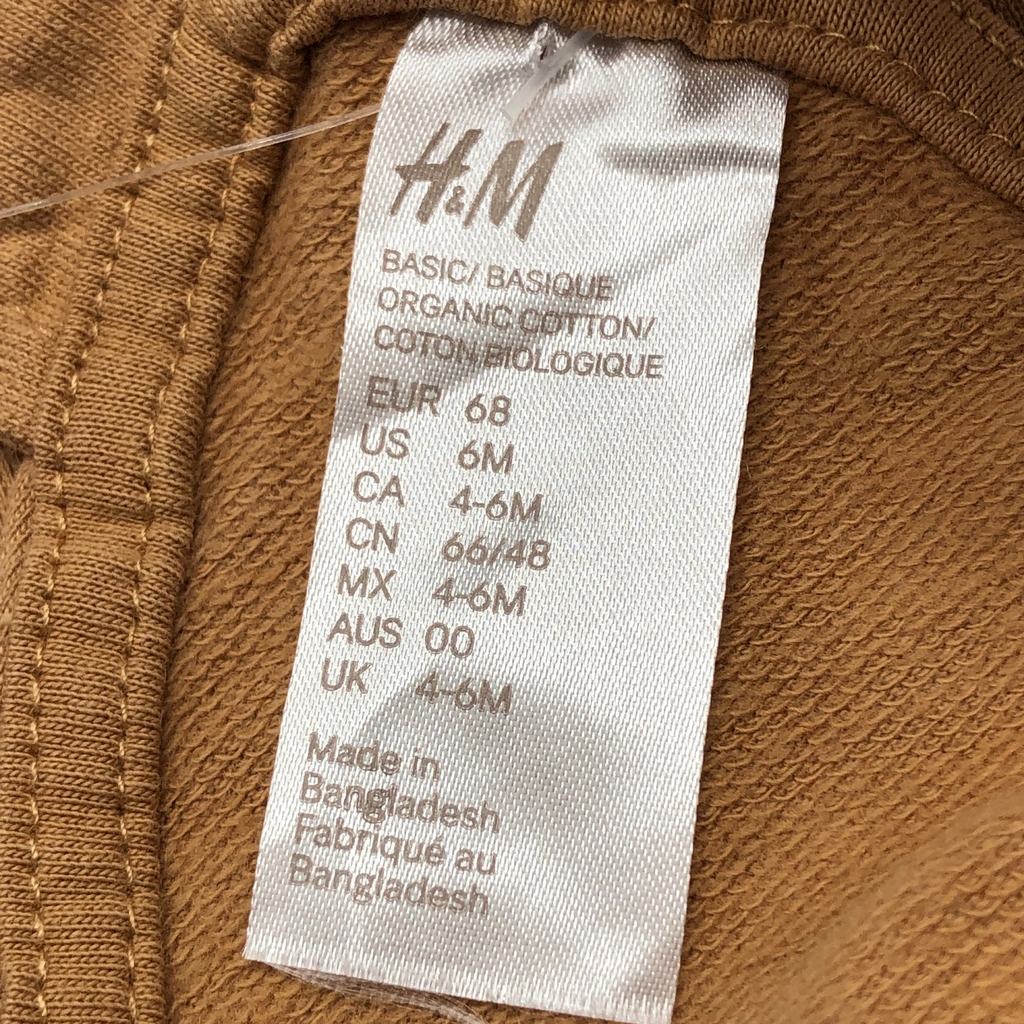 H&M
BASIC/ BASIQUE
ORGANIC COTTON/
COTON BIOLOGIQUE
EUR 68
US 6M
CA 4-6M
CN 66/48
MX 4-6M
AUS 00
UK 4-6M
Made in
Bangladesh
Fabriqué au
Bangladesh